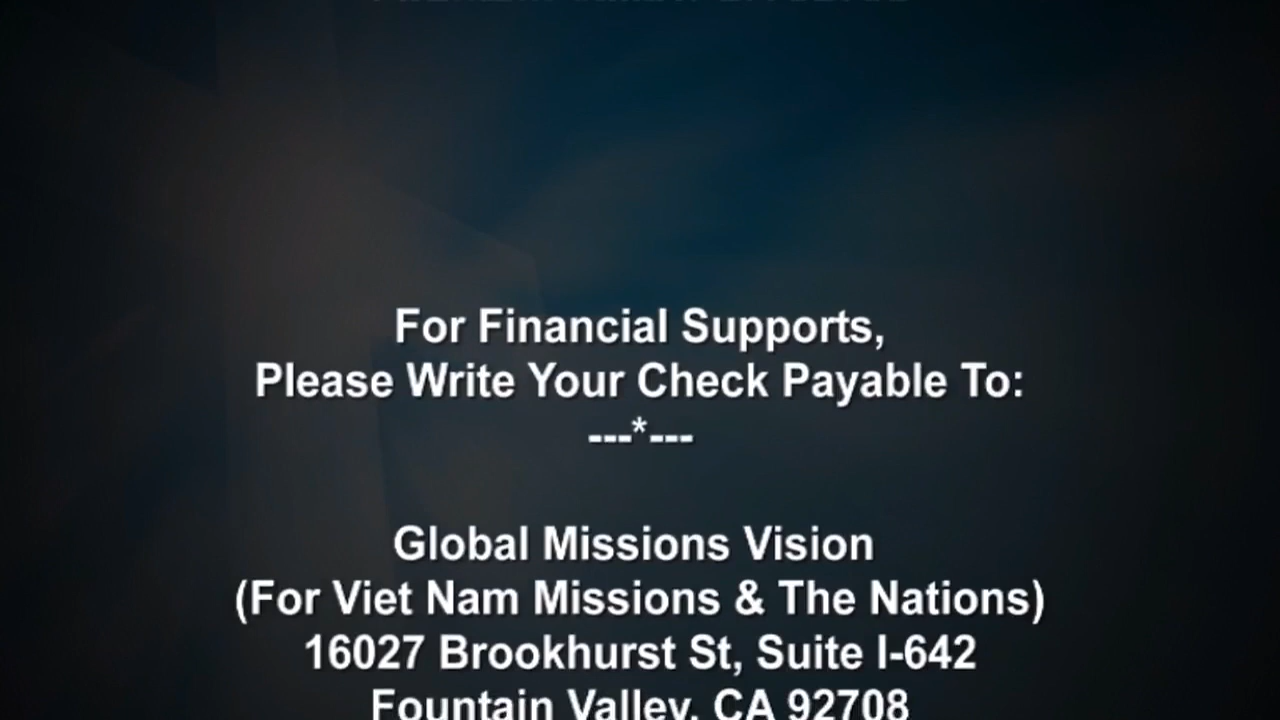 For Financial Supports,
Please Write Your Check Payable To:
---*---
Global Missions Vision
(For Viet Nam Missions & The Nations)
16027 Brookhurst St, Suite I-642
Fountain Valley, CA 92708